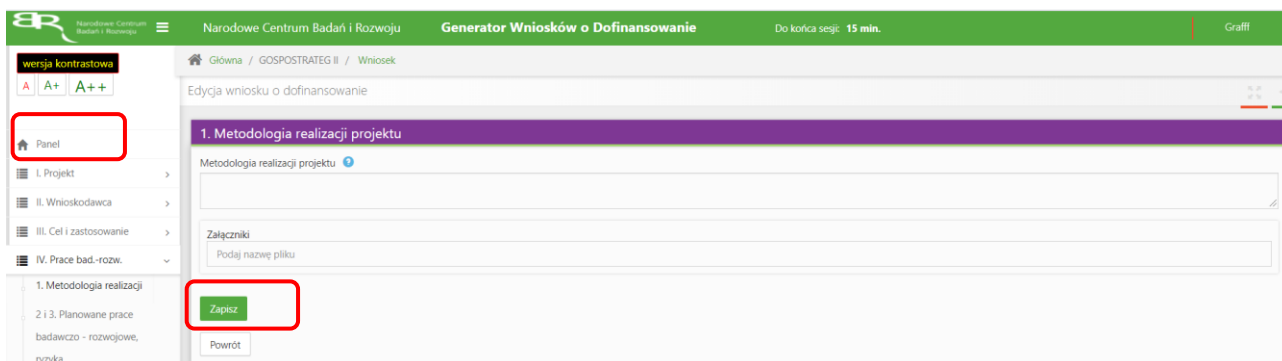 Narodowe Centrum
Badań i Rozwoju
Narodowe Centrum Badań i Rozwoju Generator Wniosków o Dofinansowanie Do końca sesji: 15 min. Grafff
wersja kontrastowa
A A+ A++
Główna / GOSPOSTRATEG II / Wniosek
Edycja wniosku o dofinansowanie
Panel
I. Projekt
II. Wnioskodawca
III. Cel i zastosowanie
IV. Prace bad.-rozw.
1. Metodologia realizacji
2 i 3. Planowane prace
badawczo - rozwojowe,
ryzyka
1. Metodologia realizacji projektu
Metodologia realizacji projektu ?
Załączniki
Podaj nazwę pliku
Zapisz
Powrót